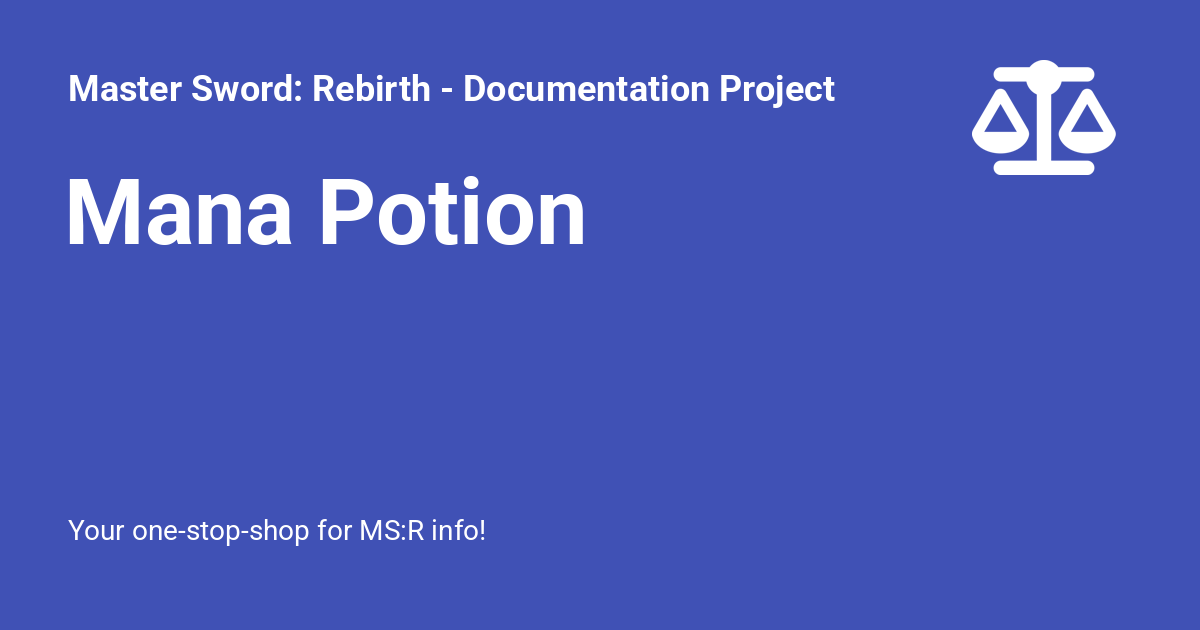 Master Sword: Rebirth - Documentation Project
Mana Potion
Your one-stop-shop for MS:R info!